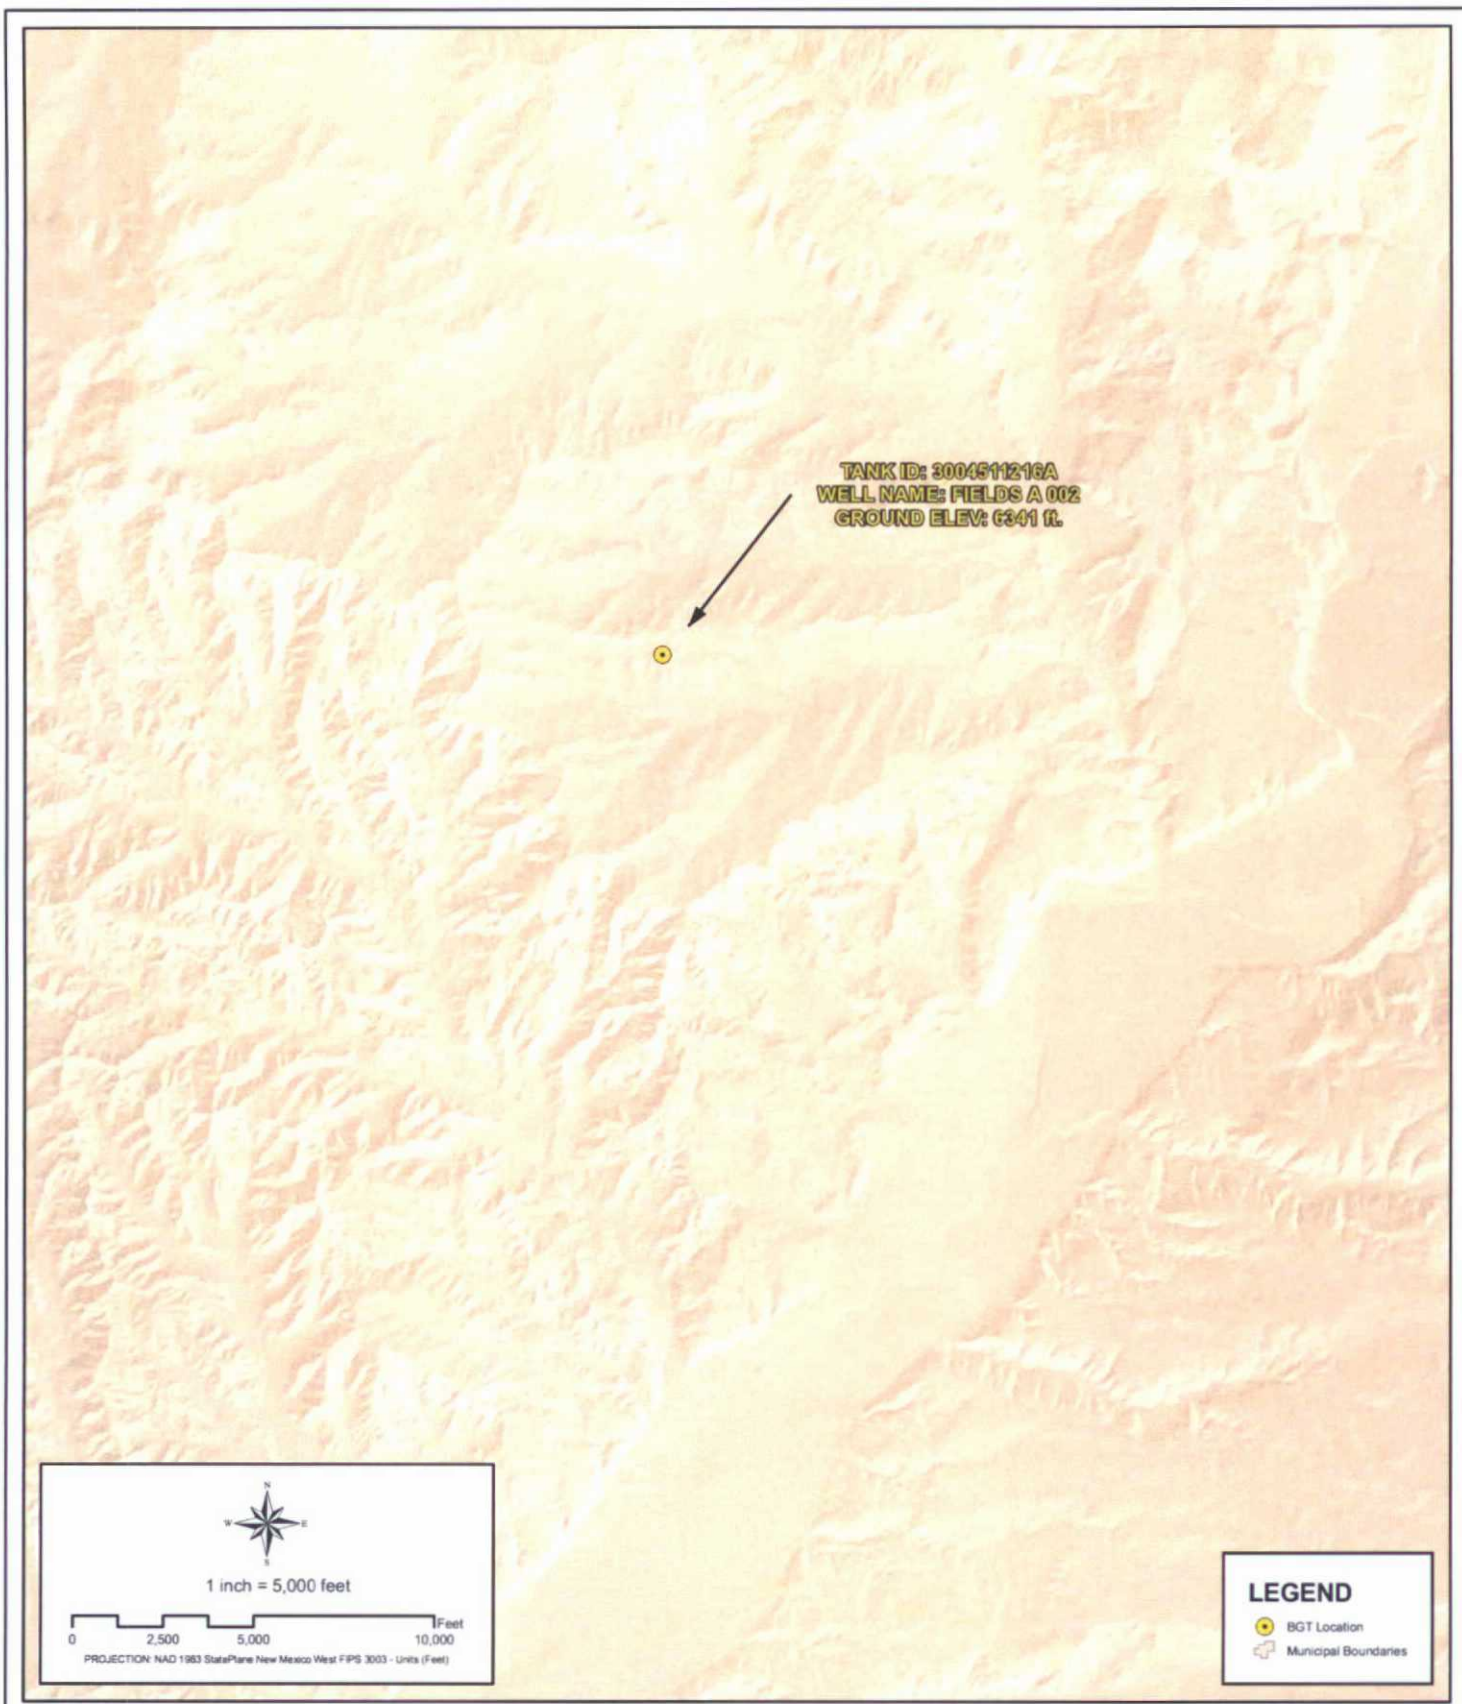 TANK ID: 3004511216A
WELL NAME: FIELDS A 002
GROUND ELEV: 6341 ft.
N
W E
S
1 inch = 5,000 feet
Feet
0 2,500 5,000 10,000
PROJECTION: NAD 1983 StatePlane New Mexico West FIPS 3003 - Units (Feet)
LEGEND
BGT Location
Municipal Boundaries